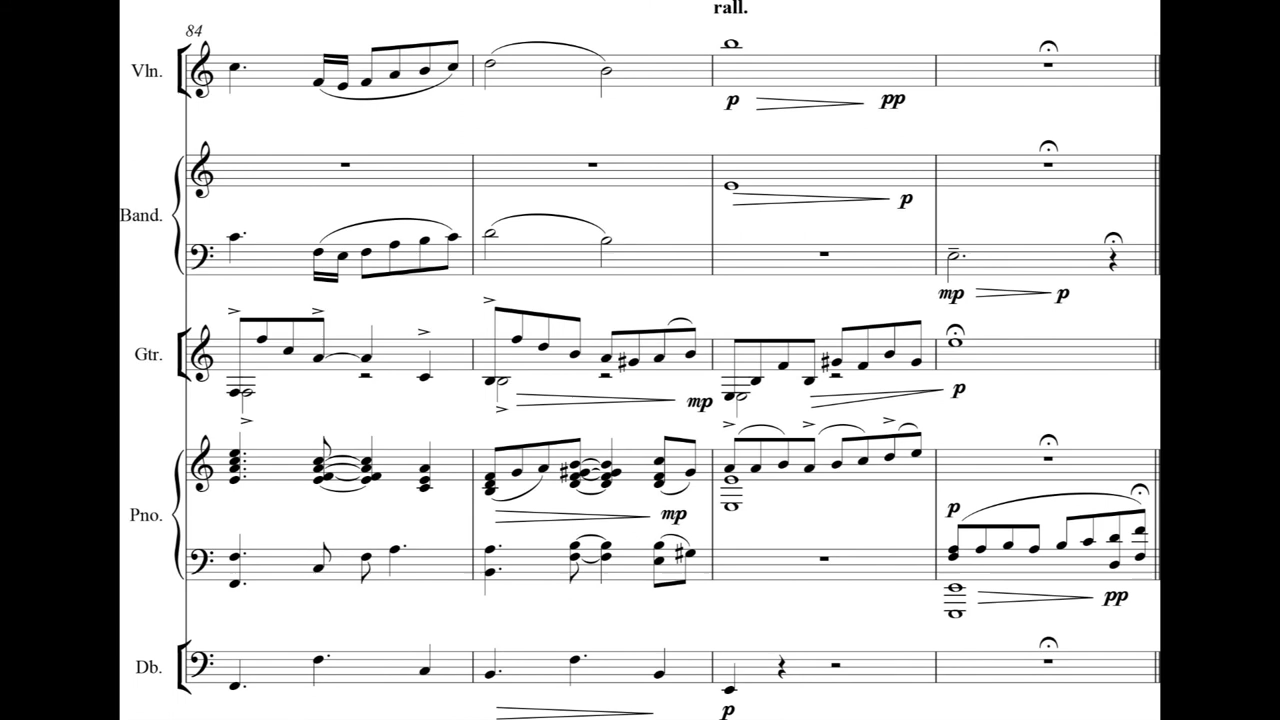 rall.
84
Vln.
p pp
Band.
p
mp p
Gtr.
mp p
Pno.
mp p
pp
Db.
p